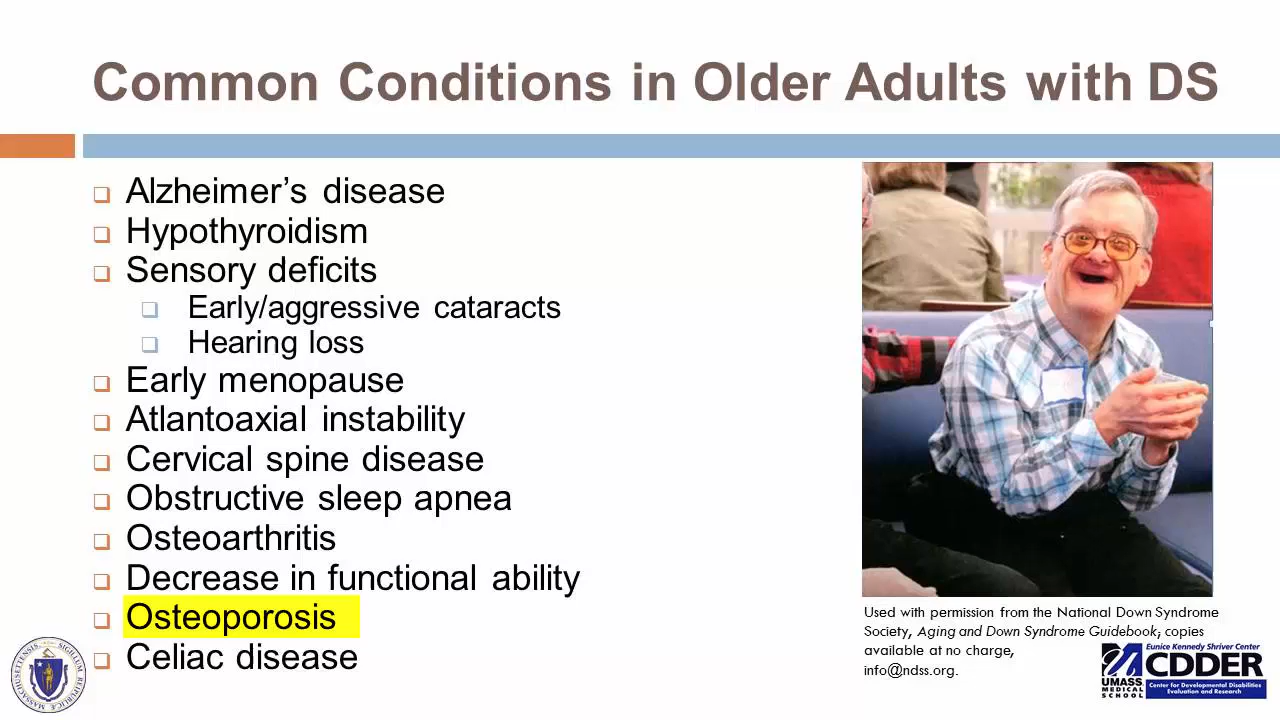 Common Conditions in Older Adults with DS
Alzheimer’s disease
Hypothyroidism
Sensory deficits
Early/aggressive cataracts
Hearing loss
Early menopause
Atlantoaxial instability
Cervical spine disease
Obstructive sleep apnea
Osteoarthritis
Decrease in functional ability
Osteoporosis
Celiac disease
Used with permission from the National Down Syndrome
Society, Aging and Down Syndrome Guidebook; copies
available at no charge,
info@ndss.org.
Eunice Kennedy Shriver Center
CDDER
UMASS
MEDICAL
SCHOOL
Center for Developmental Disabilities
Evaluation and Research